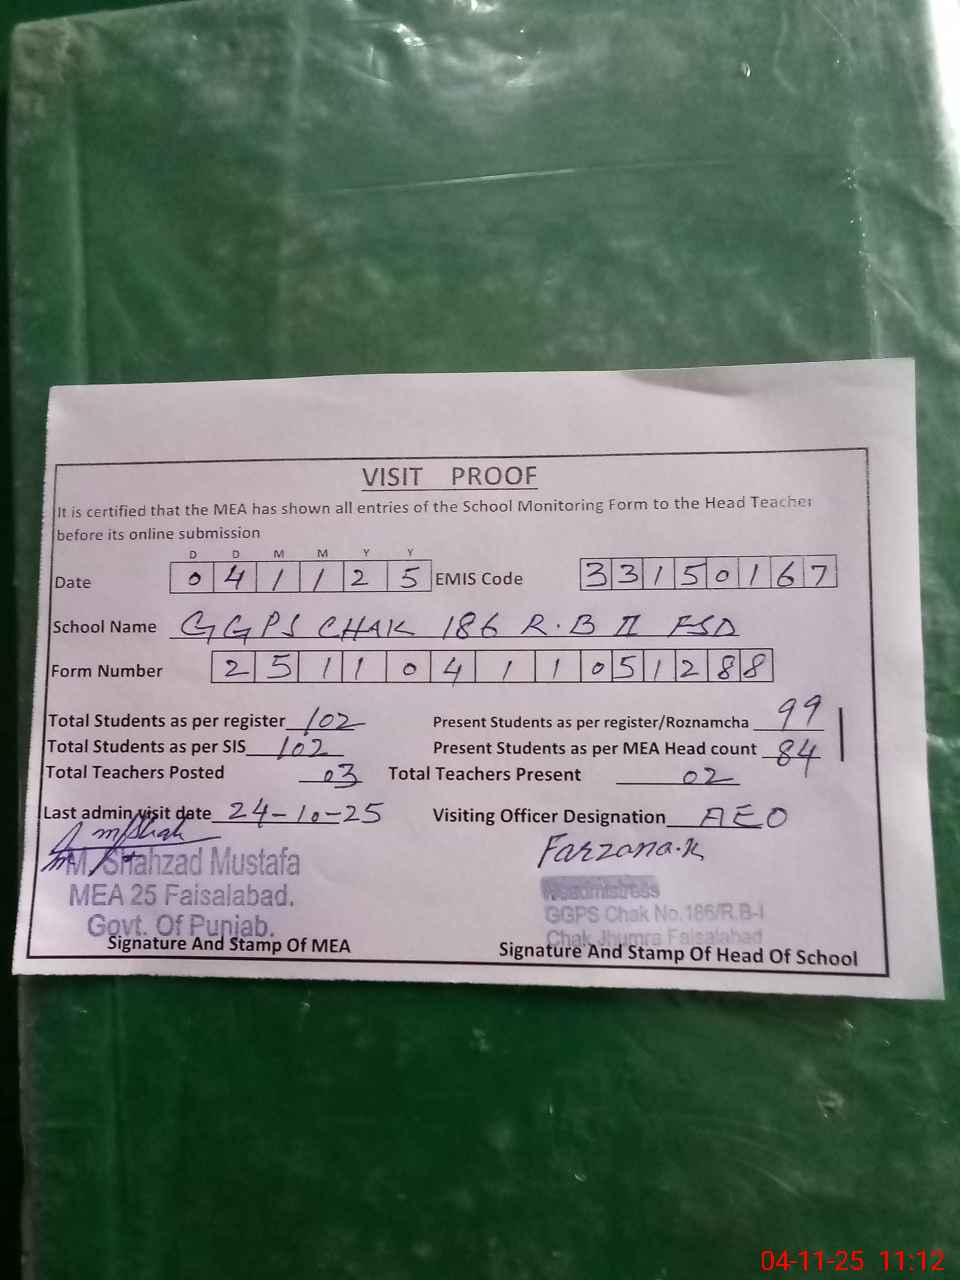 VISIT PROOF
It is certified that the MEA has shown all entries of the School Monitoring Form to the Head Teacher
before its online submission
D D M M Y Y
Date 0 4 1 1 2 5 EMIS Code 3 3 1 5 0 1 6 7
School Name GGPS CHAK 186 R.B II FSD
Form Number 2 5 1 1 0 4 1 1 0 5 1 2 8 8
Total Students as per register 102 Present Students as per register/Roznamcha 99
Total Students as per SIS 102 Present Students as per MEA Head count 84
Total Teachers Posted 03 Total Teachers Present 02
Last admin visit date 24-10-25 Visiting Officer Designation AEO
Farzana.k
M. Shahzad Mustafa
Headmistress
MEA 25 Faisalabad.
GGPS Chak No.186/R.B-I
Govt. Of Punjab.
Chak Jhumra Faisalabad
Signature And Stamp Of MEA Signature And Stamp Of Head Of School
04-11-25 11:12